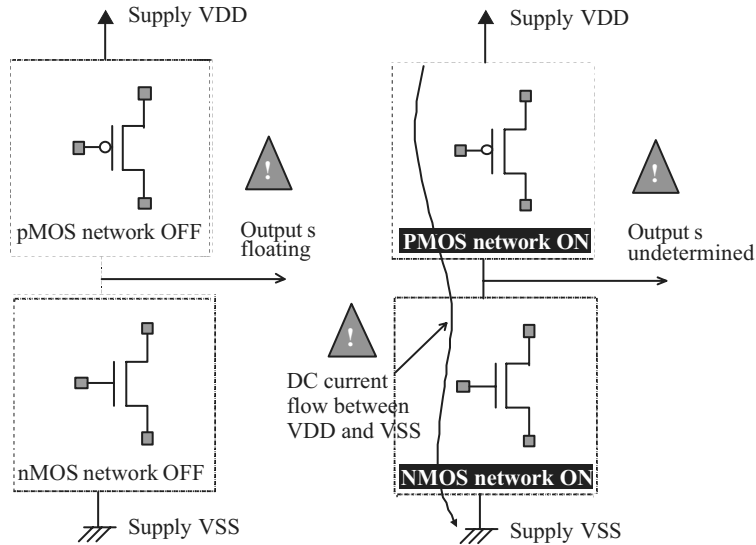 Supply VDD
!
pMOS network OFF
Output s
floating
nMOS network OFF
Supply VSS
Supply VDD
!
PMOS network ON
Output s
undetermined
!
DC current
flow between
VDD and VSS
NMOS network ON
Supply VSS